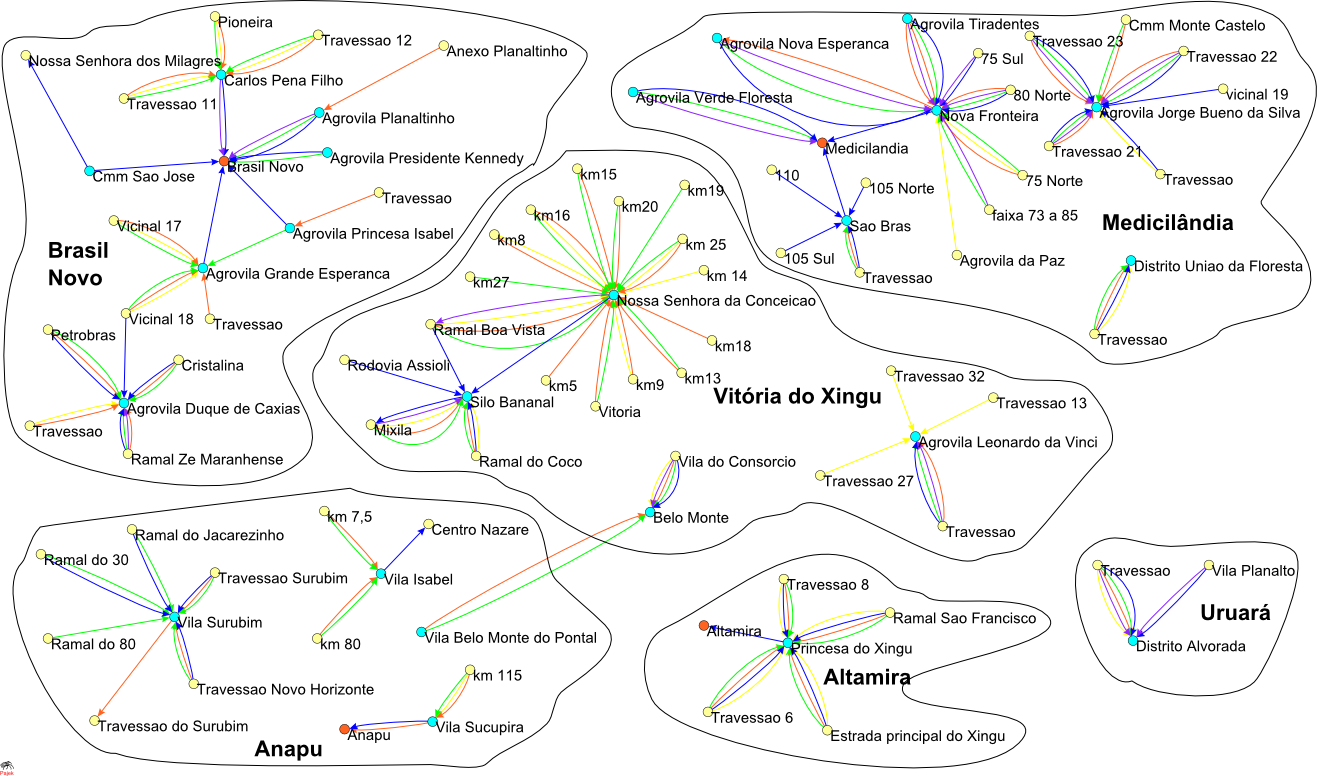 Pioneira
Travessao 12
Anexo Planaltinho
Nossa Senhora dos Milagres
Carlos Pena Filho
Travessao 11
Agrovila Planaltinho
Brasil Novo
Agrovila Presidente Kennedy
Cmm Sao Jose
Travessao
Vicinal 17
Agrovila Princesa Isabel
Brasil
Novo
Agrovila Grande Esperanca
Vicinal 18
Travessao
Petrobras
Cristalina
Agrovila Duque de Caxias
Travessao
Ramal Ze Maranhense
Agrovila Tiradentes
Cmm Monte Castelo
Agrovila Nova Esperanca
Travessao 23
75 Sul
Travessao 22
Agrovila Verde Floresta
80 Norte
vicinal 19
Nova Fronteira
Agrovila Jorge Bueno da Silva
Medicilandia
Travessao 21
110
105 Norte
75 Norte
Travessao
faixa 73 a 85
Medicilândia
Sao Bras
105 Sul
Agrovila da Paz
Travessao
Distrito Uniao da Floresta
Travessao
km15
km19
km16
km20
km8
km 25
km27
km 14
Nossa Senhora da Conceicao
Ramal Boa Vista
km18
Rodovia Assioll
km5
km9
km13
Vitória do Xingu
Silo Bananal
Vitoria
Mixila
Ramal do Coco
Travessao 32
Travessao 13
Agrovila Leonardo da Vinci
Travessao 27
Travessao
Vila do Consorcio
Belo Monte
km 7,5
Centro Nazare
Ramal do Jacarezinho
Ramal do 30
Travessao Surubim
Vila Isabel
Vila Surubim
Ramal do 80
km 80
Vila Belo Monte do Pontal
Travessao Novo Horizonte
km 115
Travessao do Surubim
Anapu
Vila Sucupira
Anapu
Travessao 8
Ramal Sao Francisco
Altamira
Princesa do Xingu
Altamira
Travessao 6
Estrada principal do Xingu
Travessao
Vila Planalto
Uruará
Distrito Alvorada
Pajek